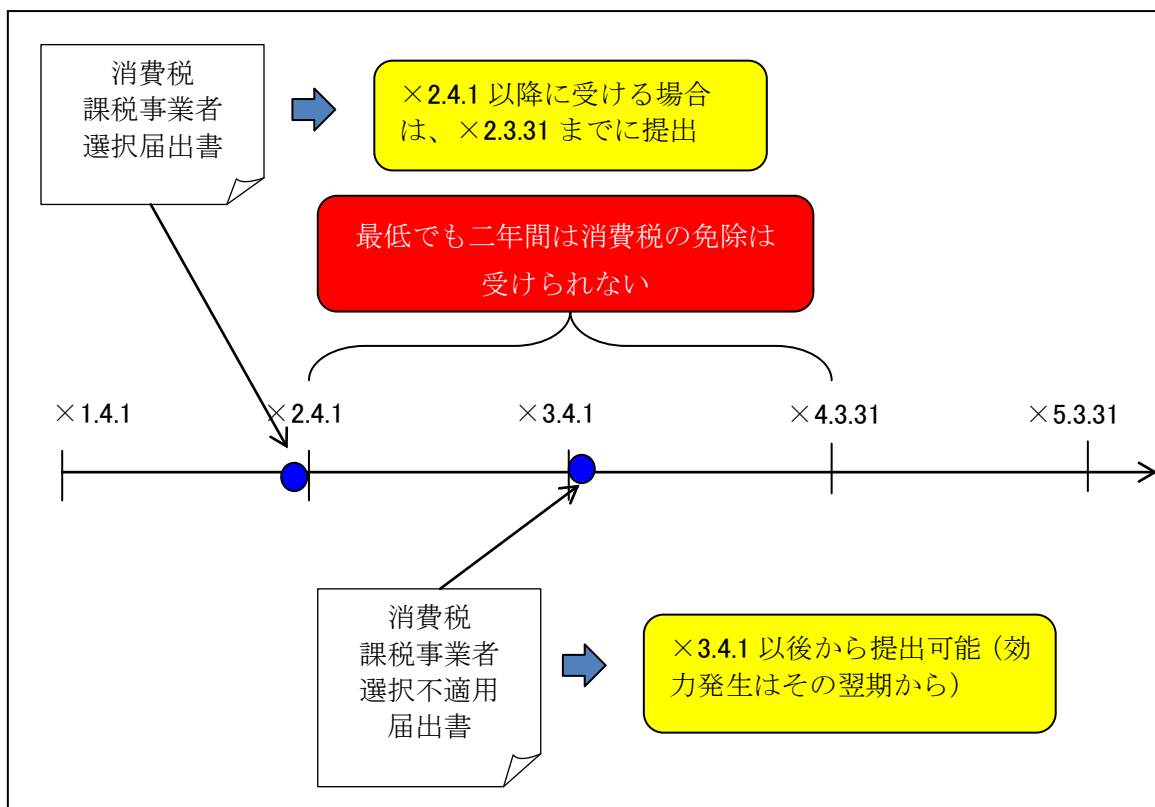 消費税
課税事業者
選択届出書
×2.4.1 以降に受ける場合
は、×2.3.31 までに提出
最低でも二年間は消費税の免除は
受けられない
×1.4.1
×2.4.1
×3.4.1
×4.3.31
×5.3.31
消費税
課税事業者
選択不適用
届出書
×3.4.1 以後から提出可能（効
力発生はその翌期から）